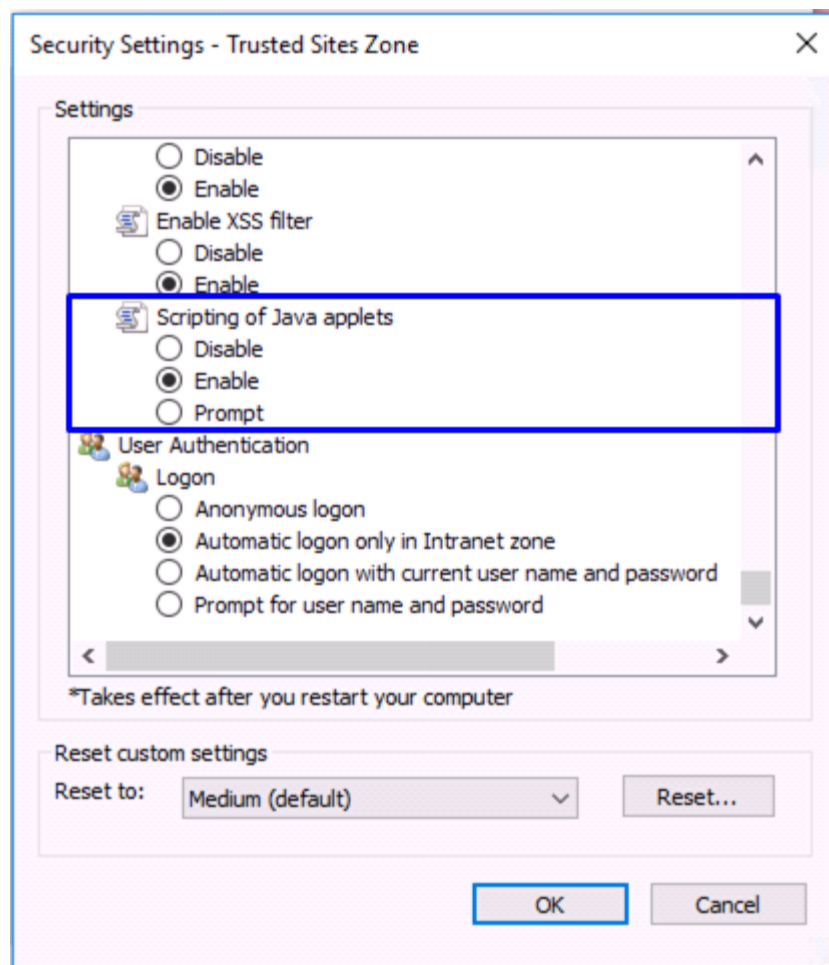 Security Settings - Trusted Sites Zone
Settings
Disable
Enable
Enable XSS filter
Disable
Enable
Scripting of Java applets
Disable
Enable
Prompt
User Authentication
Logon
Anonymous logon
Automatic logon only in Intranet zone
Automatic logon with current user name and password
Prompt for user name and password
*Takes effect after you restart your computer
Reset custom settings
Reset to: Medium (default) Reset...
OK Cancel